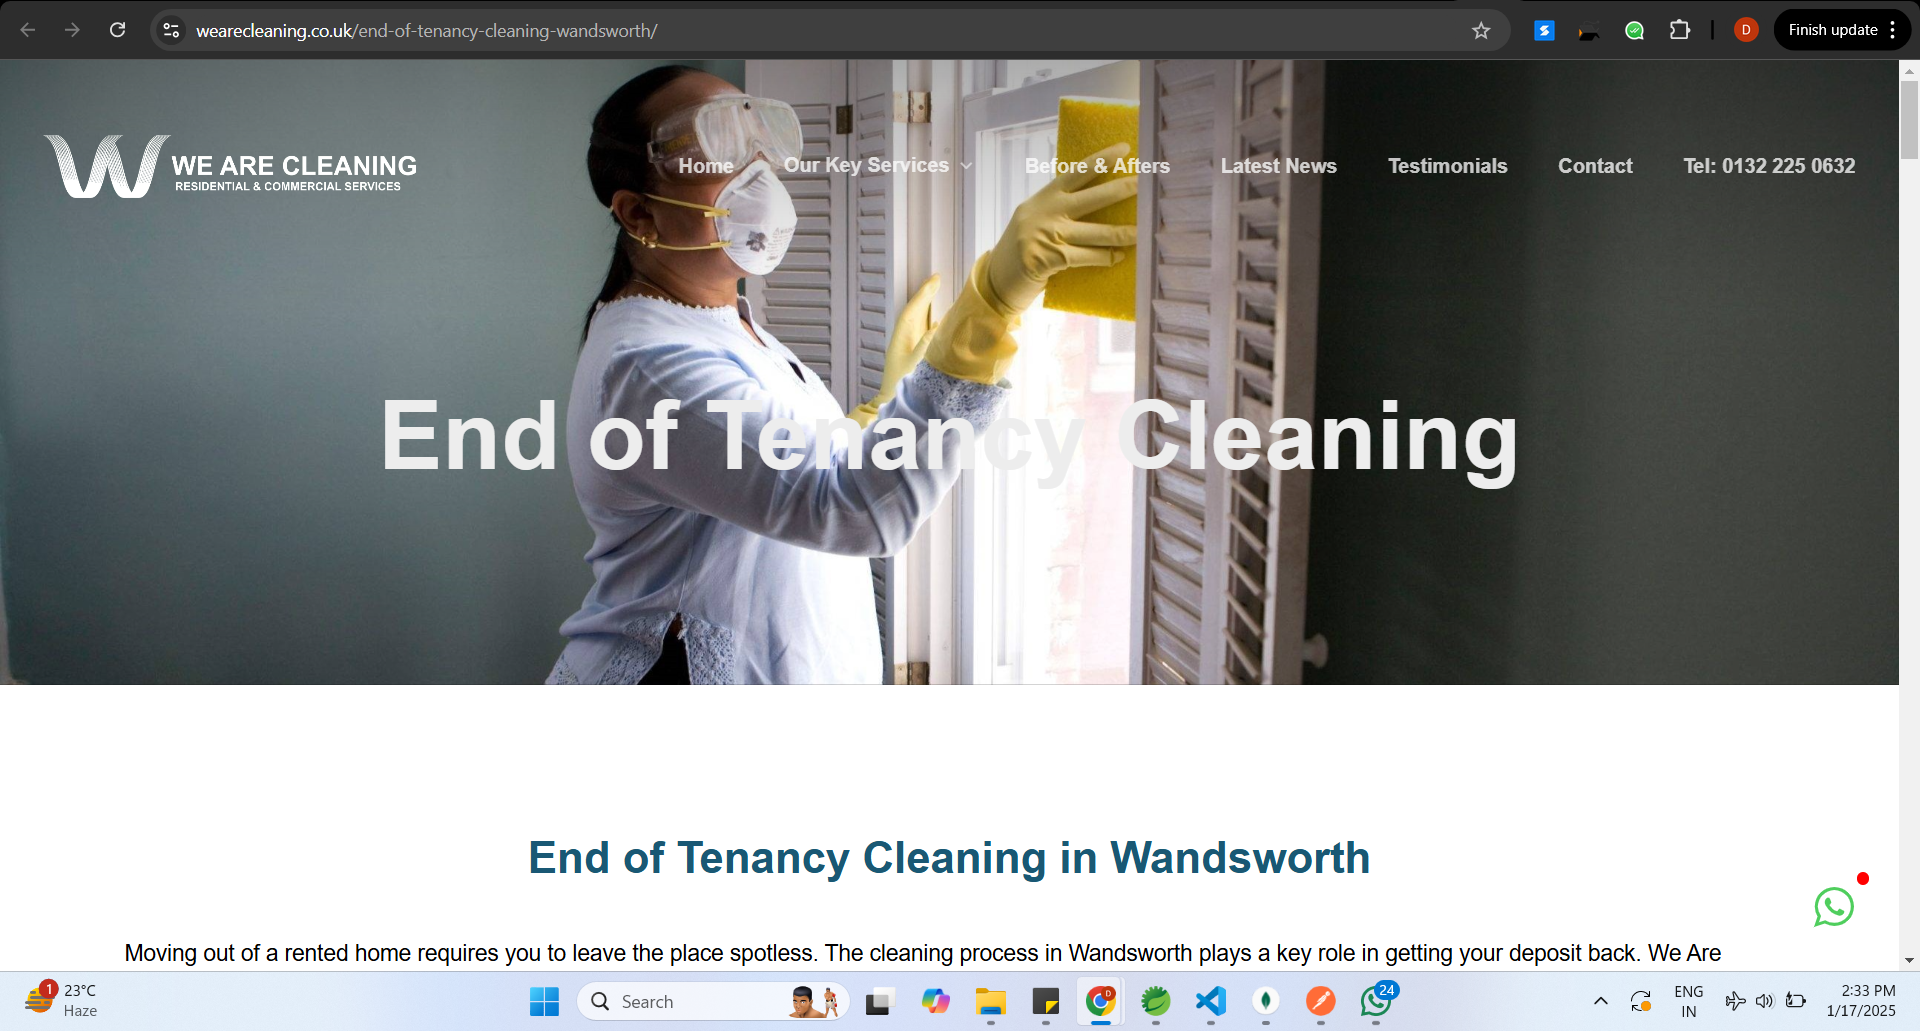 wearecleaning.co.uk/end-of-tenancy-cleaning-wandsworth/
D
Finish update
WE ARE CLEANING
RESIDENTIAL & COMMERCIAL SERVICES
Home
Our Key Services
Before & Afters
Latest News
Testimonials
Contact
Tel: 0132 225 0632
End of Tenancy Cleaning
End of Tenancy Cleaning in Wandsworth
Moving out of a rented home requires you to leave the place spotless. The cleaning process in Wandsworth plays a key role in getting your deposit back. We Are
1
23°C
Haze
Search
D
24
ENG
IN
2:33 PM
1/17/2025